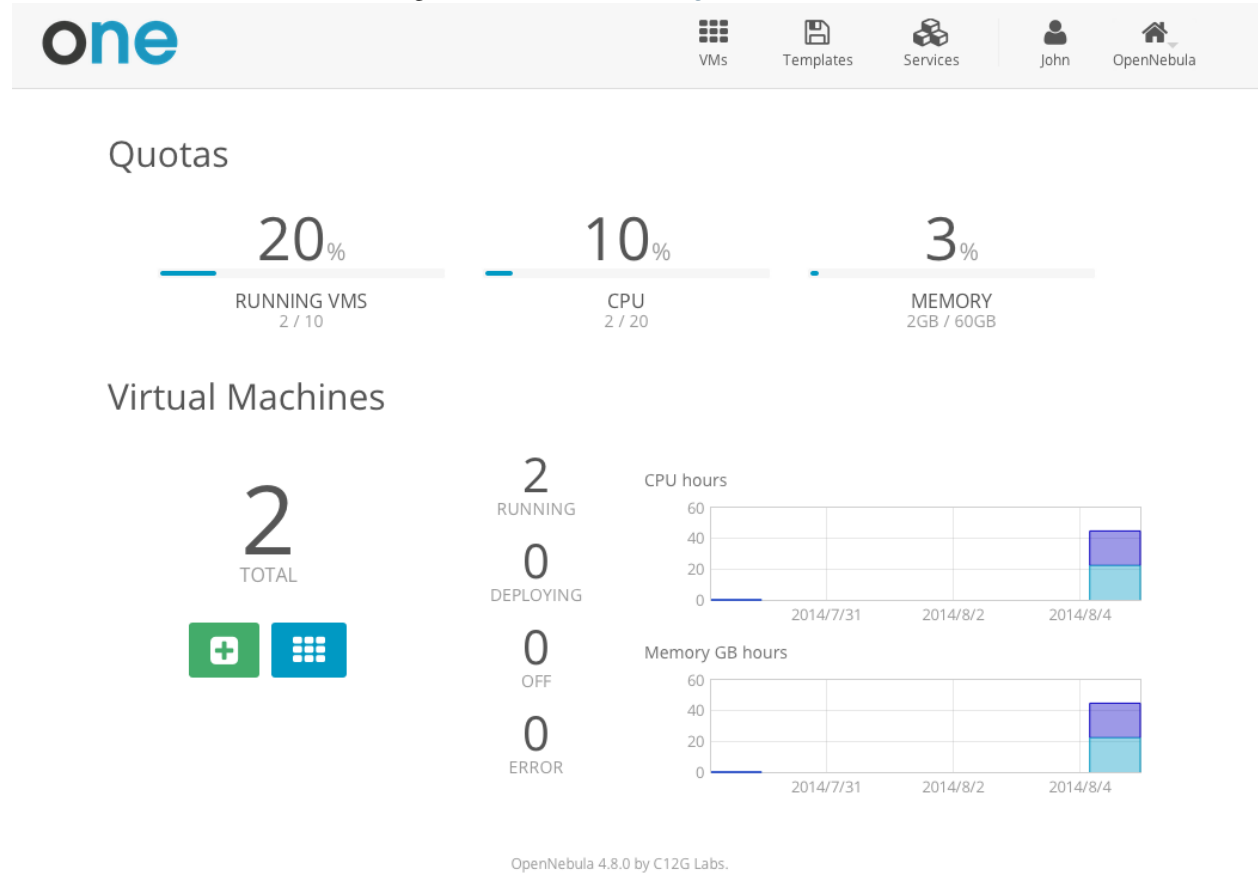 one
VMs
Templates
Services
John
OpenNebula
Quotas
20%
10%
3%
RUNNING VMS
CPU
MEMORY
2 / 10
2 / 20
2GB / 60GB
Virtual Machines
2
TOTAL
2
RUNNING
0
DEPLOYING
0
OFF
0
ERROR
CPU hours
60
40
20
0
2014/7/31
2014/8/2
2014/8/4
Memory GB hours
60
40
20
0
2014/7/31
2014/8/2
2014/8/4
OpenNebula 4.8.0 by C12G Labs.